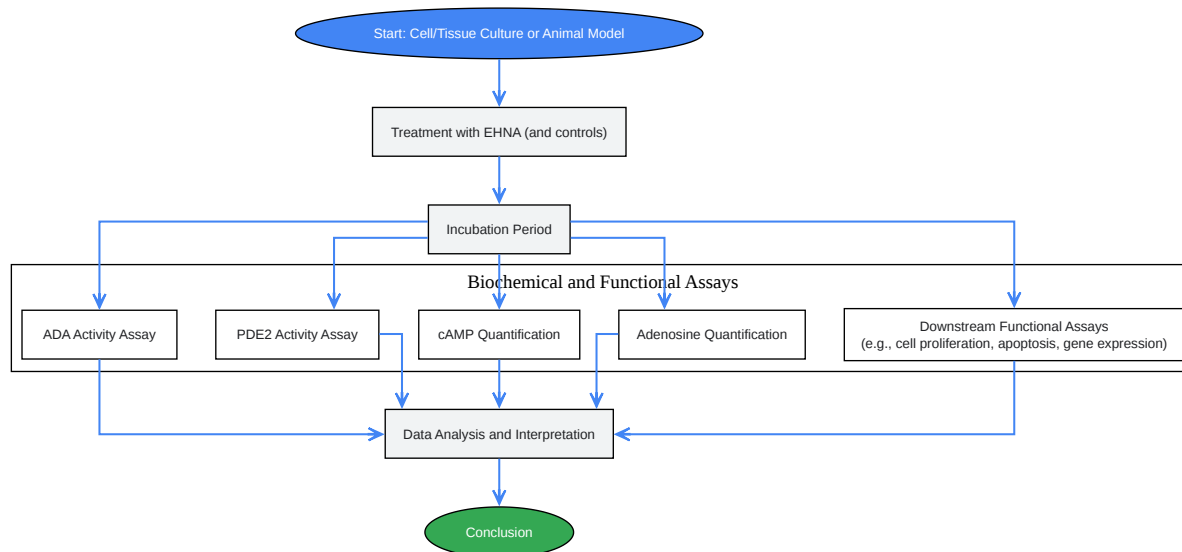 Start: Cell/Tissue Culture or Animal Model
Treatment with EHNA (and controls)
Incubation Period
Biochemical and Functional Assays
ADA Activity Assay
PDE2 Activity Assay
cAMP Quantification
Adenosine Quantification
Downstream Functional Assays
(e.g., cell proliferation, apoptosis, gene expression)
Data Analysis and Interpretation
Conclusion